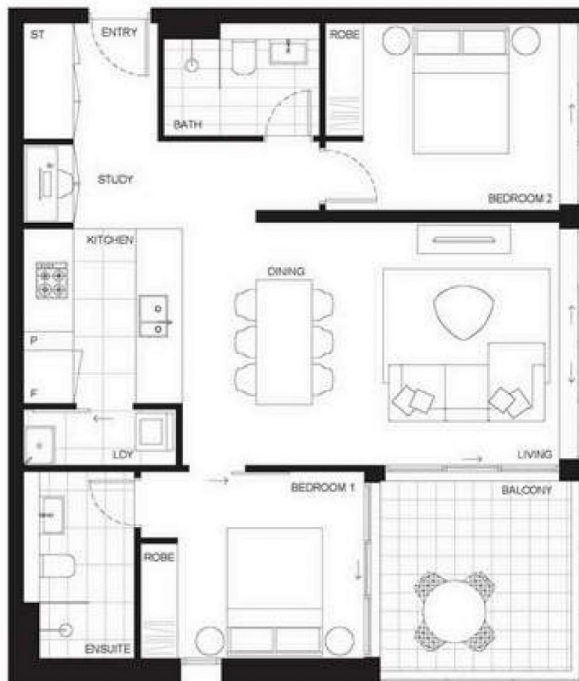 ST
ENTRY
ROBE
BATH
STUDY
BEDROOM 2
KITCHEN
DINING
P
F
LDY
LIVING
BEDROOM 1
BALCONY
ROBE
ENSUITE